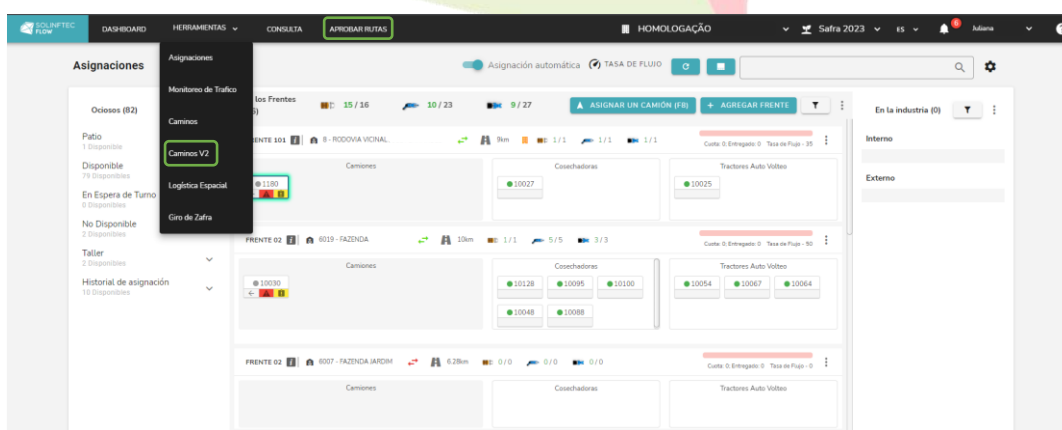 SOLINFTEC
FLOW
DASHBOARD
HERRAMIENTAS
CONSULTA
APROBAR RUTAS
HOMOLOGAÇÃO
Safra 2023
ES
6
Juliana
Asignaciones
Monitoreo de Trafico
Caminos
Caminos V2
Logística Espacial
Giro de Zafra
Asignaciones
Asignación automática
TASA DE FLUJO
Ociosos (82)
Patio
1 Disponible
Disponible
79 Disponibles
En Espera de Turno
0 Disponibles
No Disponible
2 Disponibles
Taller
2 Disponibles
Historial de asignación
10 Disponibles
los Frentes
15 / 16
10 / 23
9 / 27
ASIGNAR UN CAMIÓN (F8)
+ AGREGAR FRENTE
En la industria (0)
Interno
Externo
RENTE 101
8 - RODOVIA VICINAL.
9km
1/1
1/1
1/1
Cuota: 0; Entregado: 0 Tasa de Flujo - 35
Camiones
Cosechadoras
Tractores Auto Volteo
1180
10027
10025
FRENTE 02
6019 - FAZENDA
10km
1/1
5/5
3/3
Cuota: 0; Entregado: 0 Tasa de Flujo - 50
Camiones
Cosechadoras
Tractores Auto Volteo
10030
10128
10095
10100
10054
10067
10064
10048
10088
FRENTE 02
6007 - FAZENDA JARDIM
6.28km
0/0
0/0
0/0
Cuota: 0; Entregado: 0 Tasa de Flujo - 0
Camiones
Cosechadoras
Tractores Auto Volteo